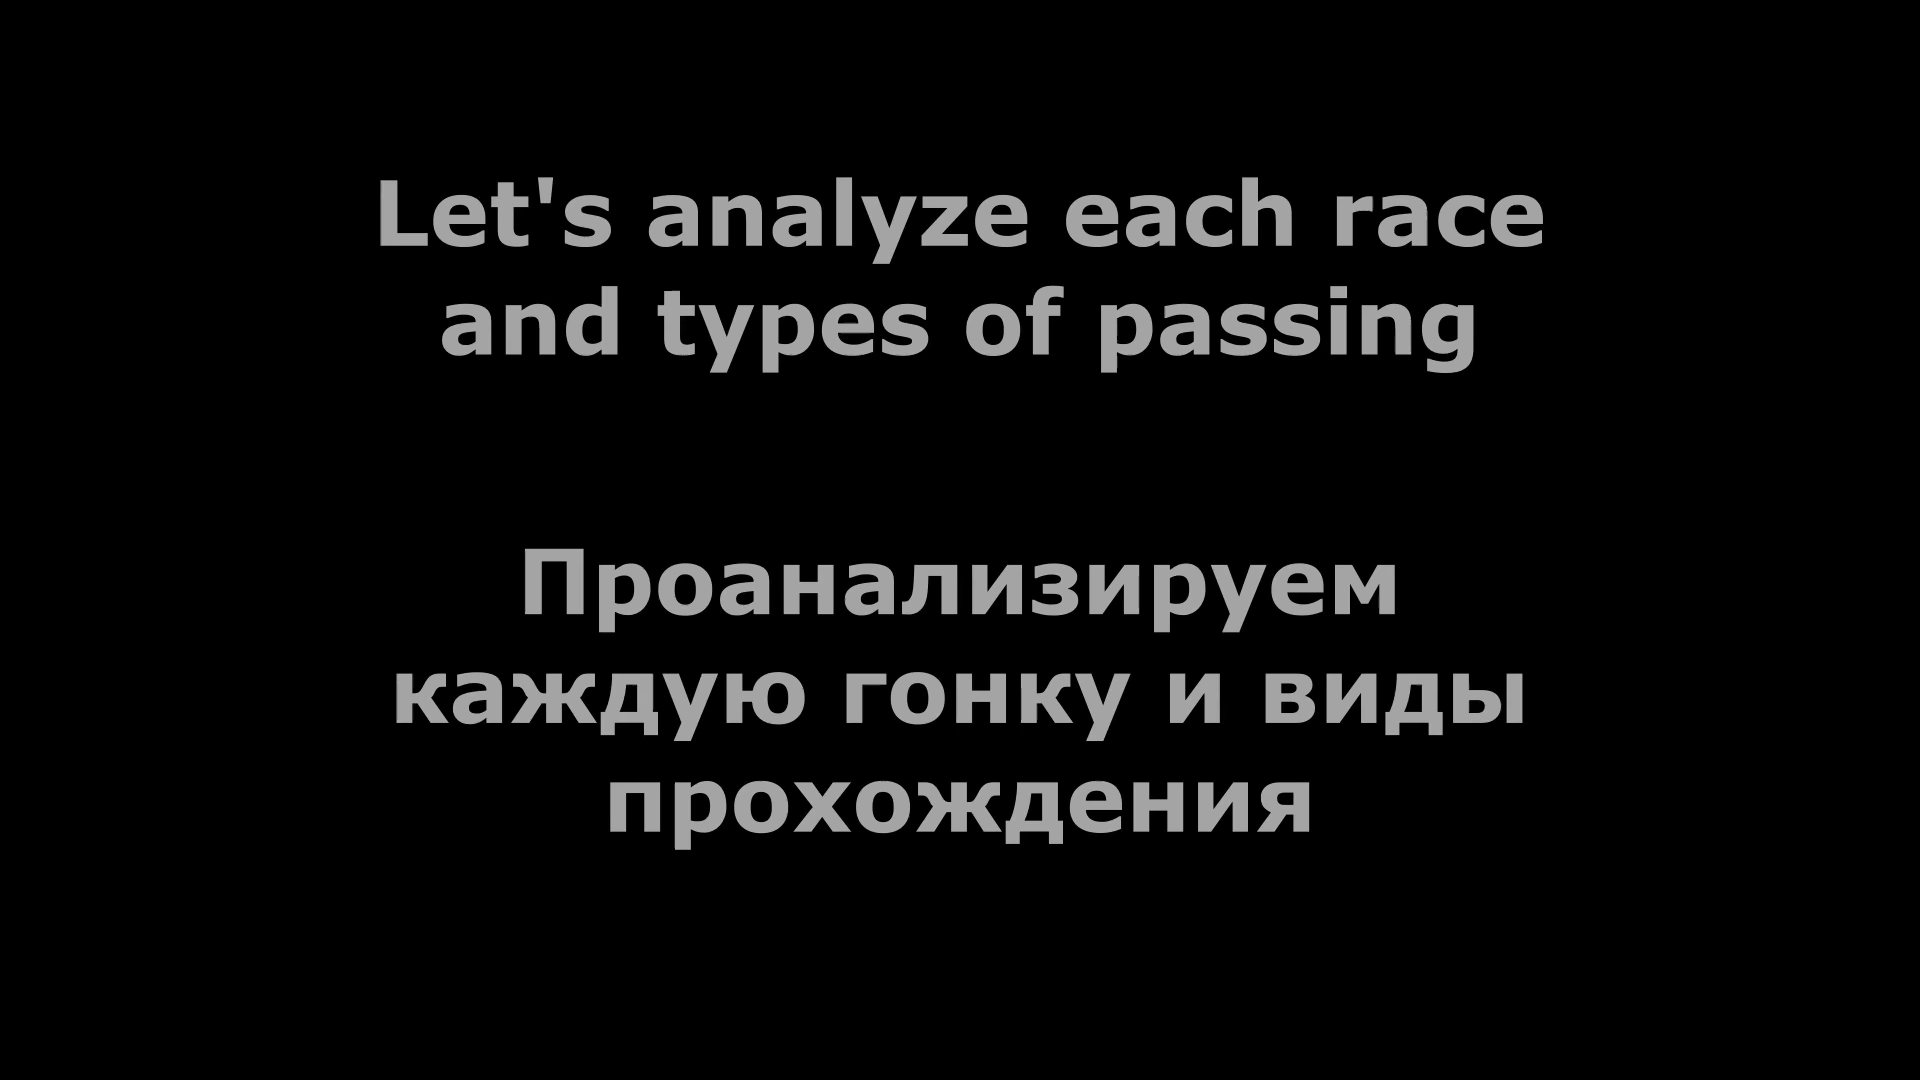 Let's analyze each race
and types of passing
Проанализируем
каждую гонку и виды
прохождения